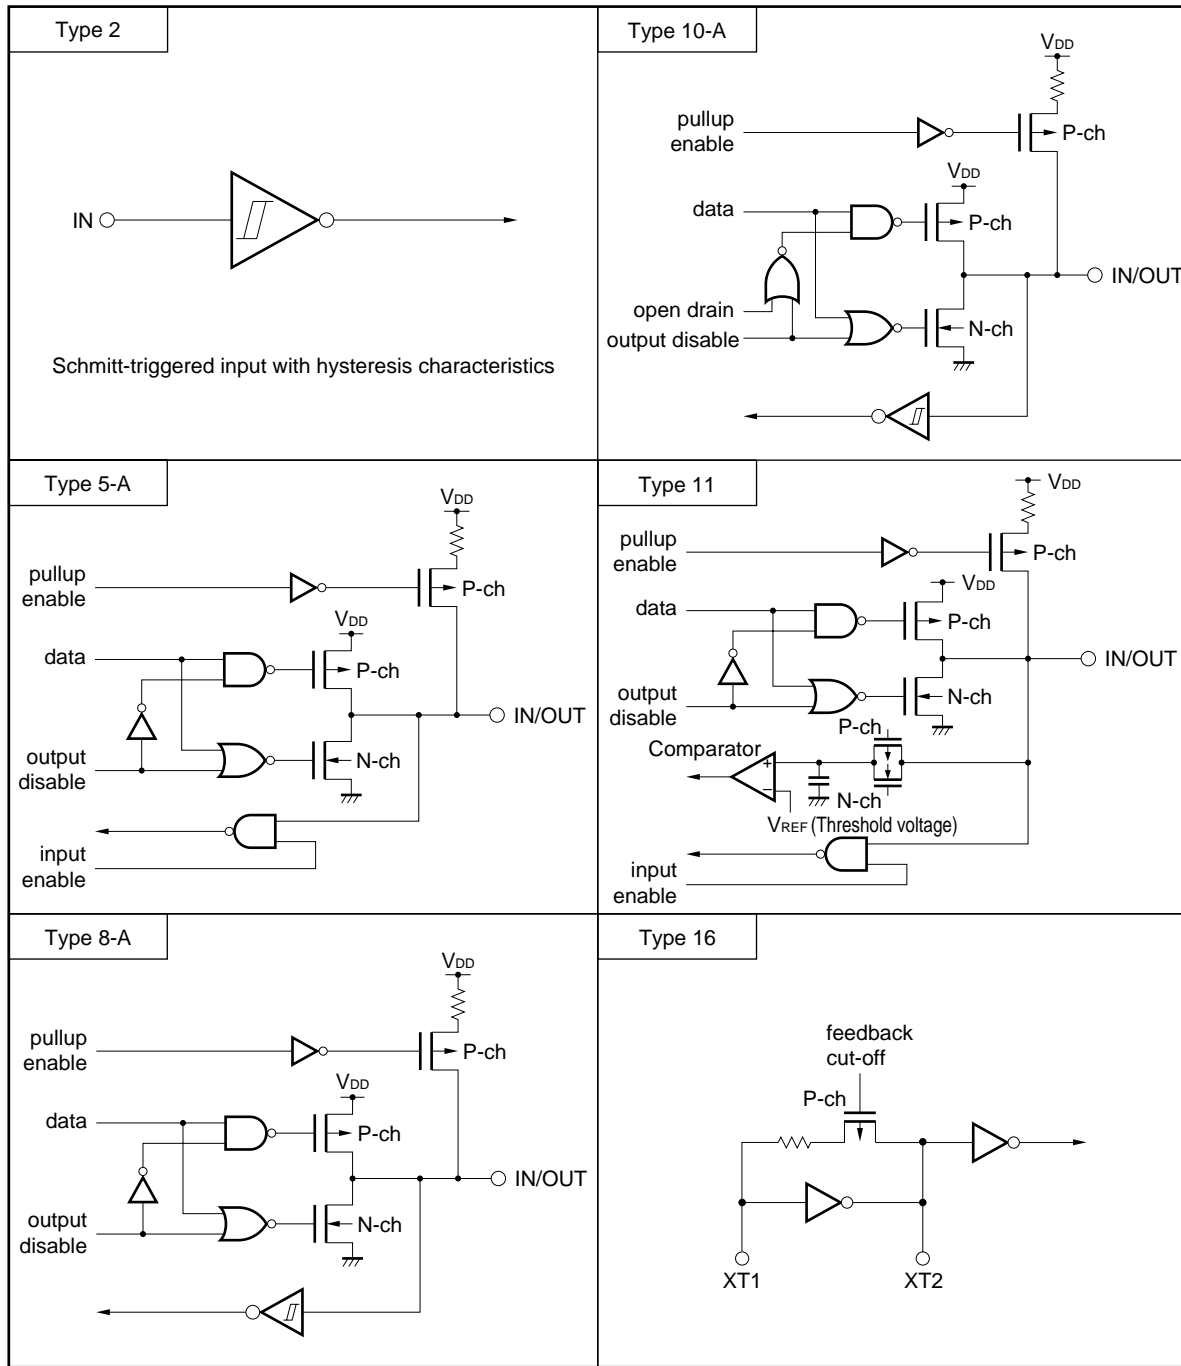 Type 2
IN
Schmitt-triggered input with hysteresis characteristics
Type 10-A
VDD
pullup
enable
P-ch
VDD
data
P-ch
IN/OUT
open drain
output disable
N-ch
Type 5-A
VDD
pullup
enable
P-ch
VDD
data
P-ch
IN/OUT
output
disable
N-ch
input
enable
Type 11
VDD
pullup
enable
P-ch
VDD
data
P-ch
IN/OUT
output
disable
N-ch
P-ch
Comparator
+
−
N-ch
VREF (Threshold voltage)
input
enable
Type 8-A
VDD
pullup
enable
P-ch
VDD
data
P-ch
IN/OUT
output
disable
N-ch
Type 16
feedback
cut-off
P-ch
XT1
XT2